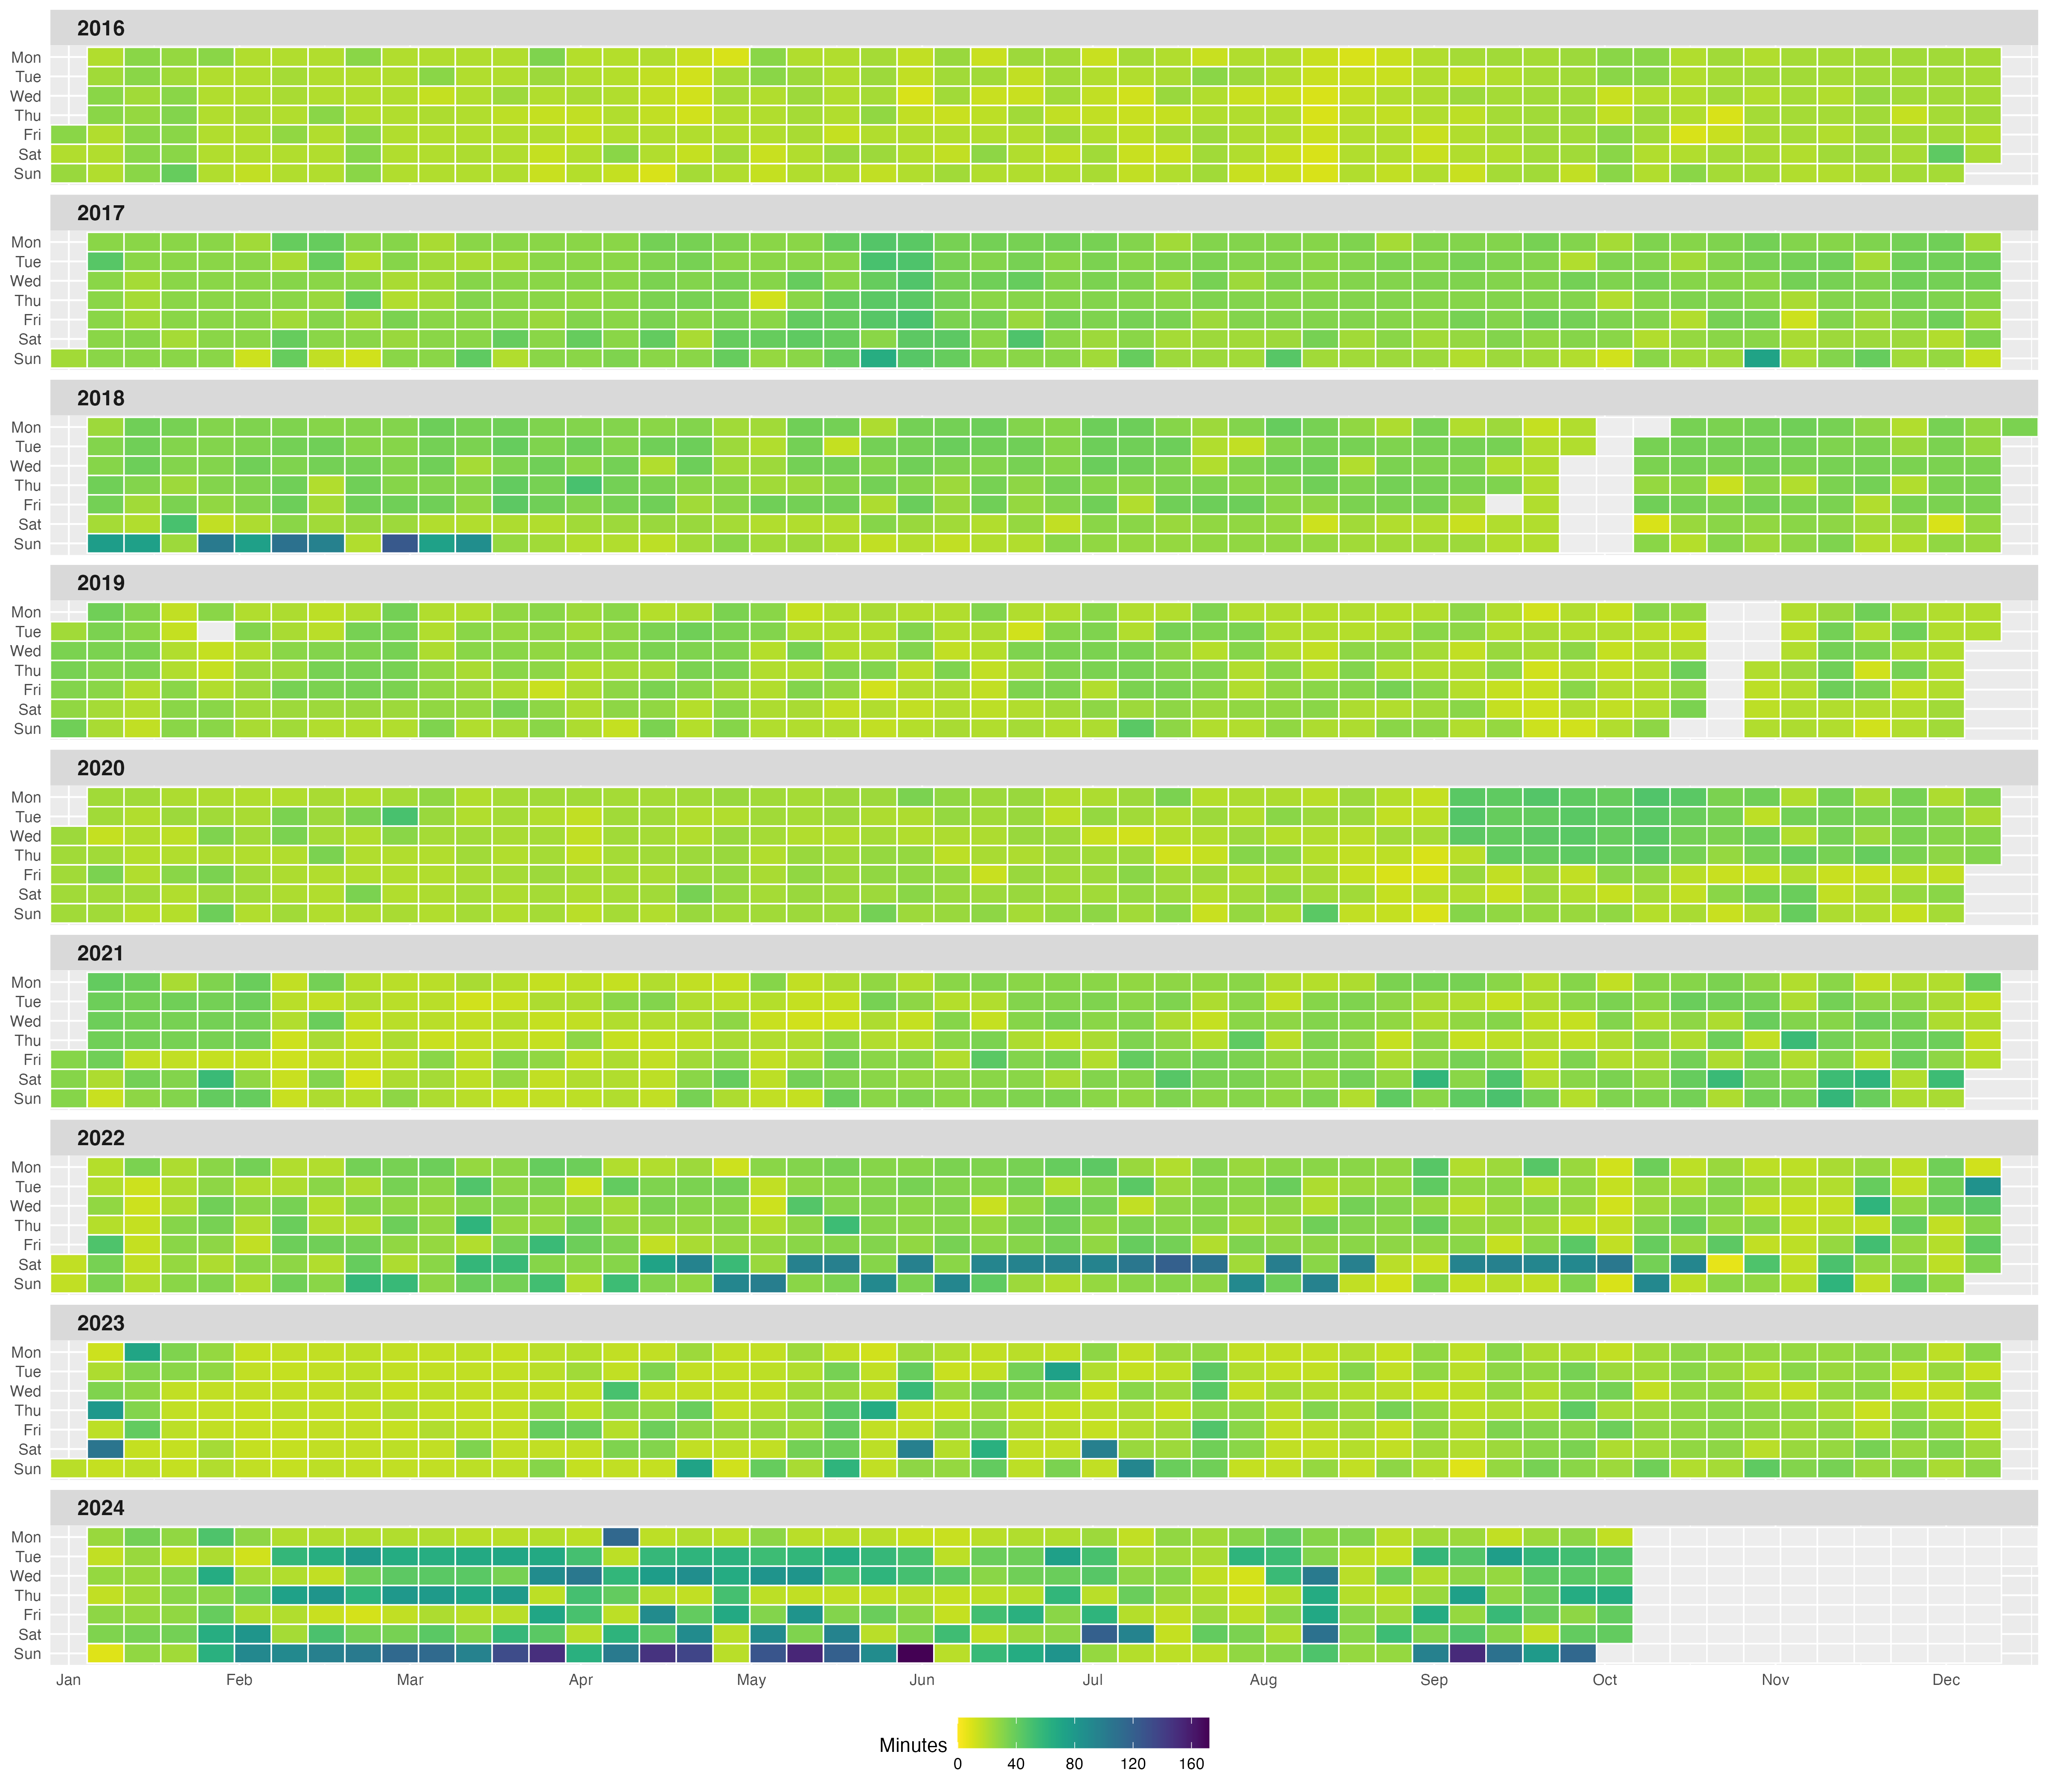 2016
Mon
Tue
Wed
Thu
Fri
Sat
Sun
2017
Mon
Tue
Wed
Thu
Fri
Sat
Sun
2018
Mon
Tue
Wed
Thu
Fri
Sat
Sun
2019
Mon
Tue
Wed
Thu
Fri
Sat
Sun
2020
Mon
Tue
Wed
Thu
Fri
Sat
Sun
2021
Mon
Tue
Wed
Thu
Fri
Sat
Sun
2022
Mon
Tue
Wed
Thu
Fri
Sat
Sun
2023
Mon
Tue
Wed
Thu
Fri
Sat
Sun
2024
Mon
Tue
Wed
Thu
Fri
Sat
Sun
Jan Feb Mar Apr May Jun Jul Aug Sep Oct Nov Dec
Minutes
0 40 80 120 160